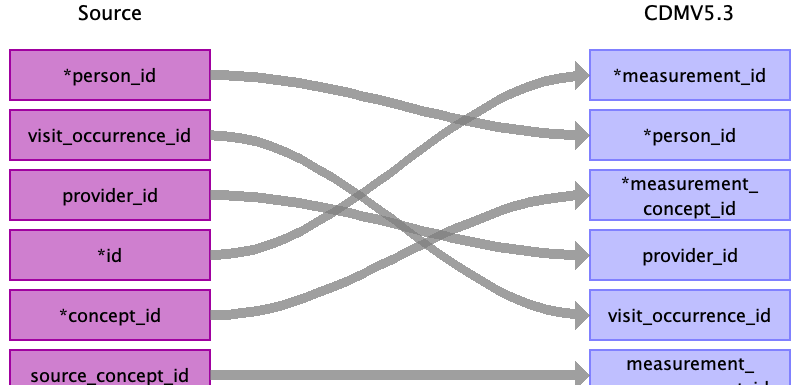 Source
CDMV5.3
*person_id
*measurement_id
visit_occurrence_id
*person_id
provider_id
*measurement_
concept_id
*id
provider_id
*concept_id
visit_occurrence_id
source_concept_id
measurement_